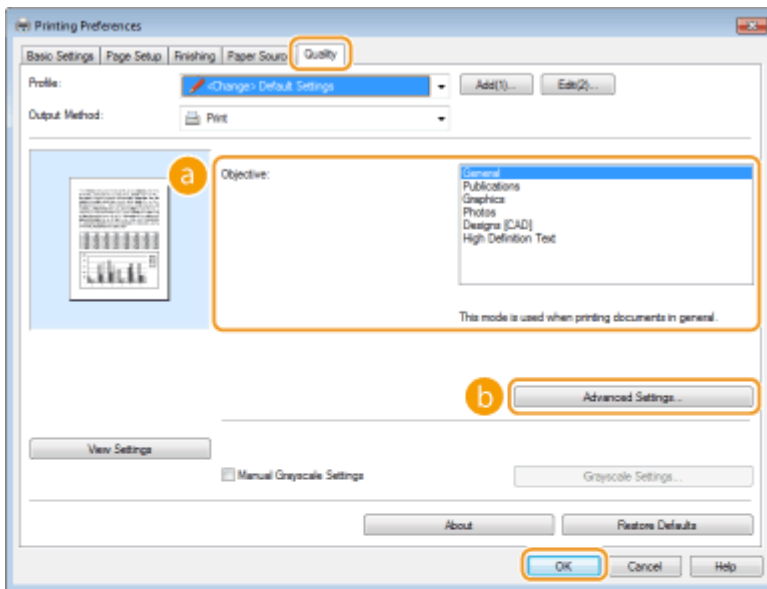 Printing Preferences
Basic Settings Page Setup Finishing Paper Source Quality
Profile: <Change> Default Settings Add(1)... Edit(2)...
Output Method: Print
a
Objective:
General
Publications
Graphics
Photos
Designs [CAD]
High Definition Text
This mode is used when printing documents in general.
b
Advanced Settings...
View Settings
Manual Grayscale Settings
Grayscale Settings...
About
Restore Defaults
OK Cancel Help